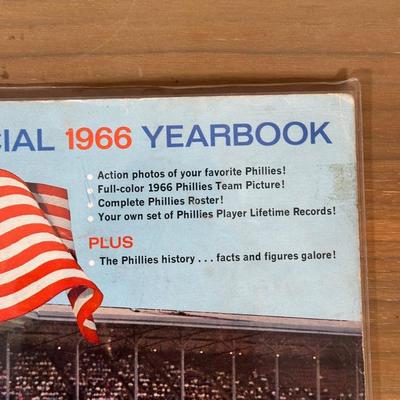 CIAL 1966 YEARBOOK
• Action photos of your favorite Phillies!
• Full-color 1966 Phillies Team Picture!
• Complete Phillies Roster!
• Your own set of Phillies Player Lifetime Records!
PLUS
• The Phillies history . . . facts and figures galore!